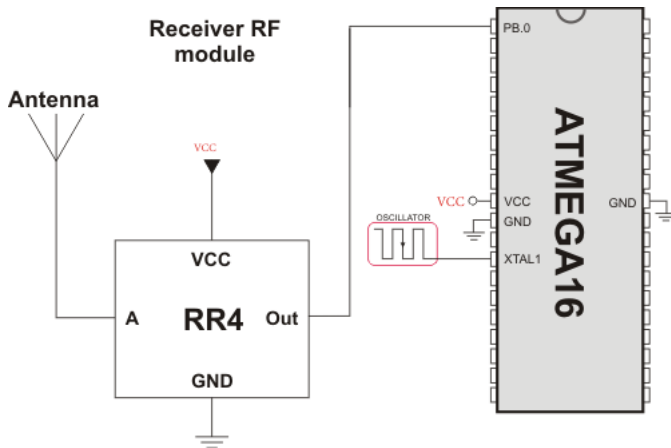 Receiver RF
module
Antenna
VCC
VCC
A
RR4
Out
GND
OSCILLATOR
PB.0
VCC
VCC
GND
XTAL1
GND
ATMEGA16